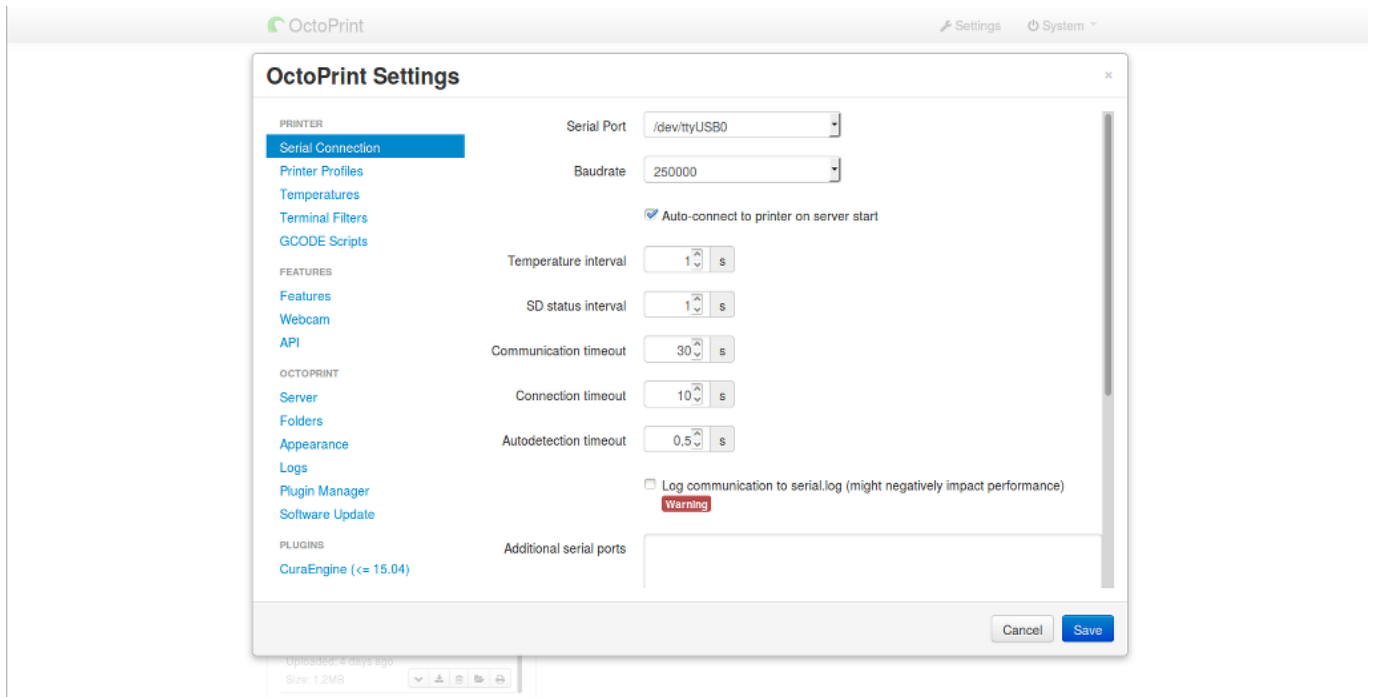 OctoPrint
Settings
System
OctoPrint Settings
×
PRINTER
Serial Connection
Printer Profiles
Temperatures
Terminal Filters
GCODE Scripts
FEATURES
Features
Webcam
API
OCTOPRINT
Server
Folders
Appearance
Logs
Plugin Manager
Software Update
PLUGINS
CuraEngine (<= 15.04)
Serial Port /dev/ttyUSB0
Baudrate 250000
Auto-connect to printer on server start
Temperature interval 1 s
SD status interval 1 s
Communication timeout 30 s
Connection timeout 10 s
Autodetection timeout 0,5 s
Log communication to serial.log (might negatively impact performance)
Warning
Additional serial ports
Cancel
Save
Uploaded: 4 days ago
Size: 1.2MB